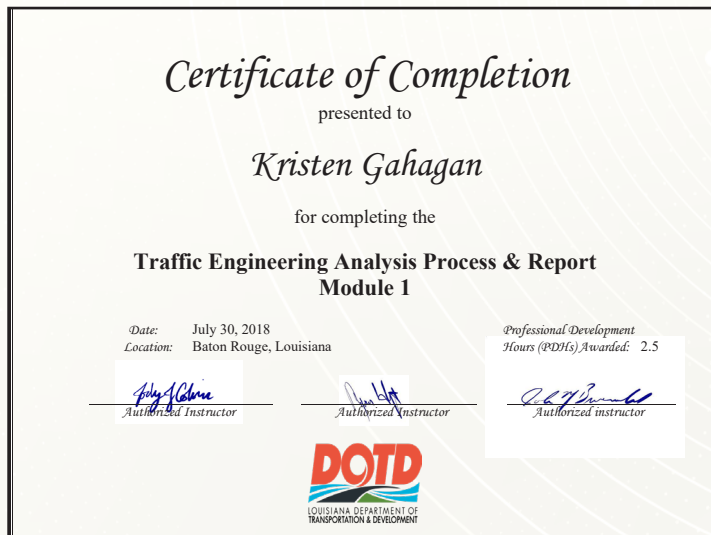 Certificate of Completion
presented to
Kristen Gahagan
for completing the
Traffic Engineering Analysis Process & Report
Module 1
Date: July 30, 2018
Location: Baton Rouge, Louisiana
Professional Development
Hours (PDHs) Awarded: 2.5
Authorized Instructor
Authorized Instructor
Authorized instructor
DOTD
LOUISIANA DEPARTMENT OF
TRANSPORTATION & DEVELOPMENT